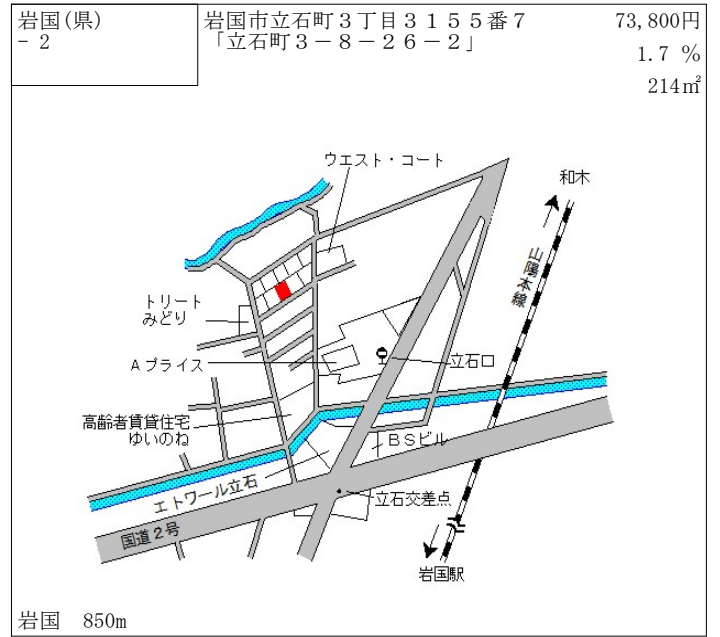 岩国(県)
- 2
岩国市立石町３丁目３１５５番７
「立石町３－８－２６－２」
73,800円
1.7 %
214㎡
ウエスト・コート
和木
山陽本線
トリート
みどり
Ａプライス
立石口
高齢者賃貸住宅
ゆいのね
ＢＳビル
エトワール立石
立石交差点
国道２号
岩国駅
岩国　850m